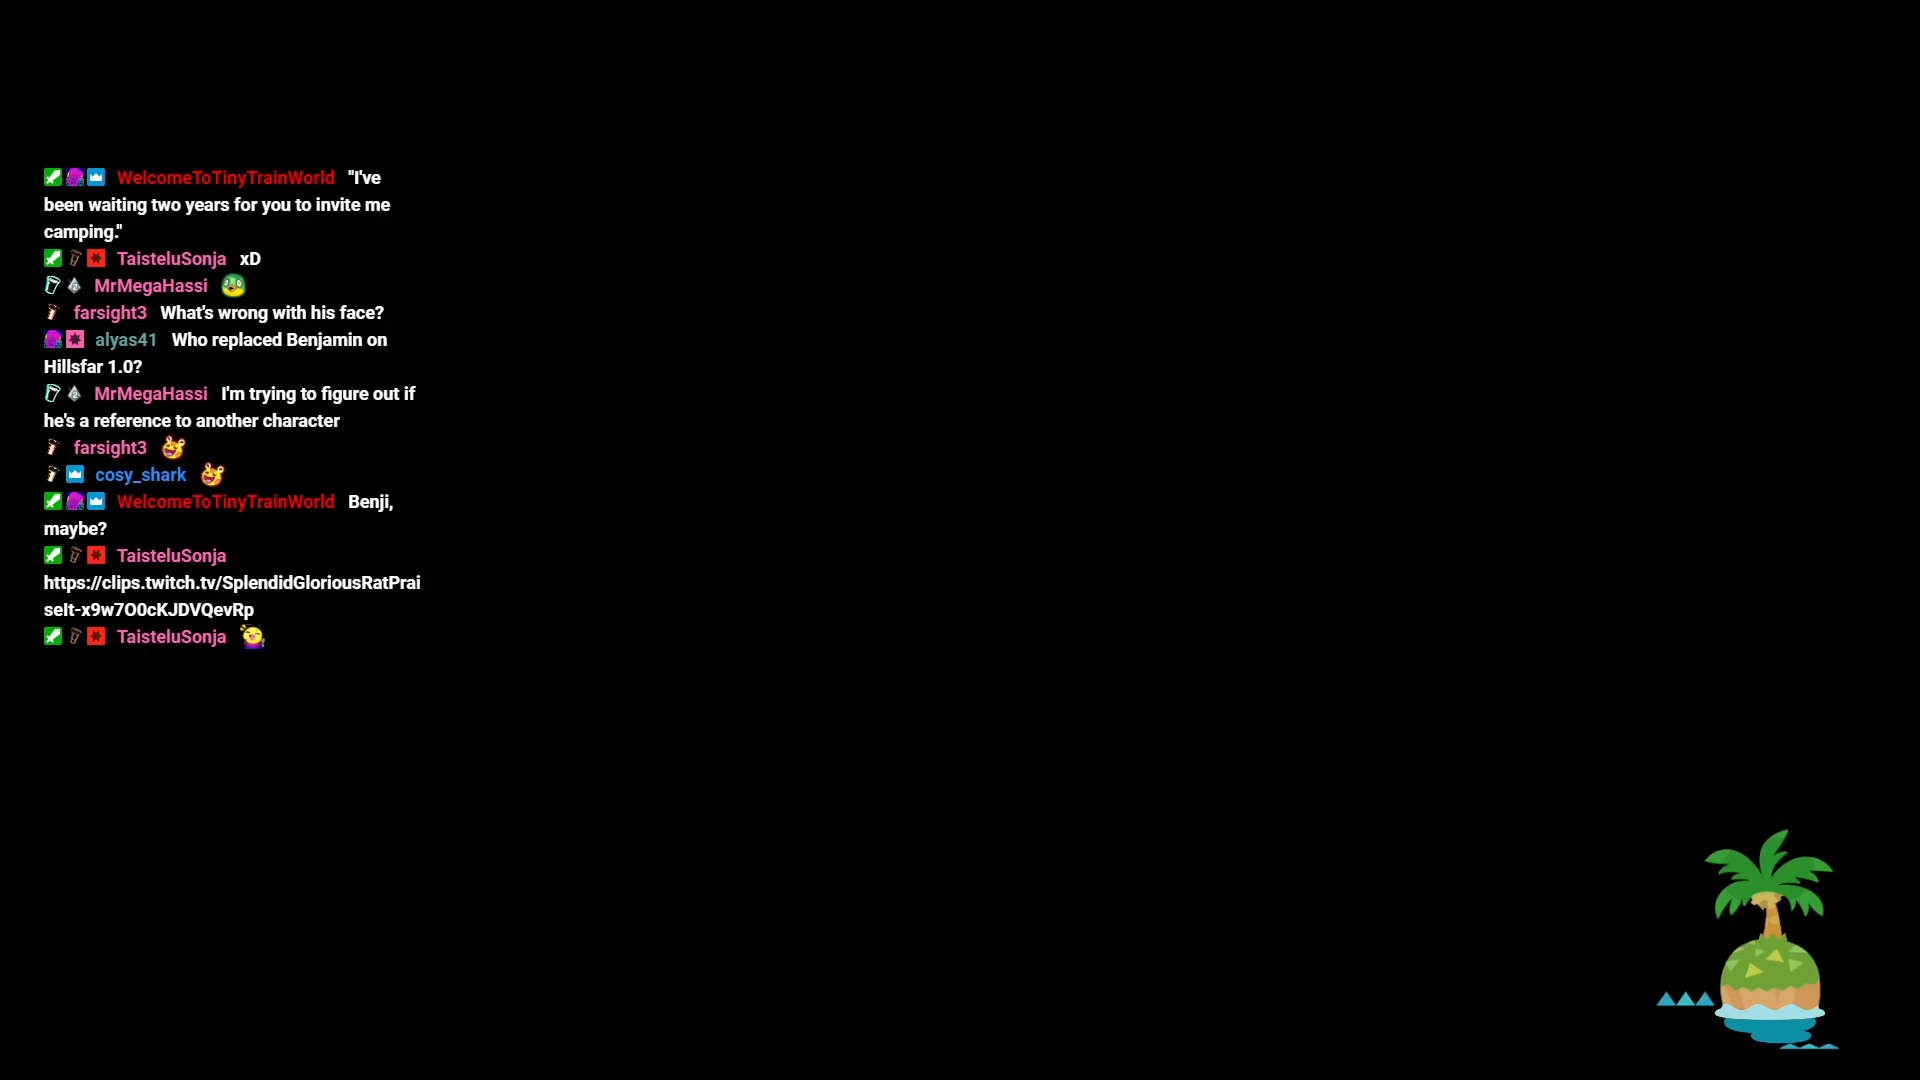 WelcomeToTinyTrainWorld "I've
been waiting two years for you to invite me
camping."
TaisteluSonja xD
MrMegaHassi
farsight3 What's wrong with his face?
alyas41 Who replaced Benjamin on
Hillsfar 1.0?
MrMegaHassi I'm trying to figure out if
he's a reference to another character
farsight3
cosy_shark
WelcomeToTinyTrainWorld Benji,
maybe?
TaisteluSonja
https://clips.twitch.tv/SplendidGloriousRatPrai
seIt-x9w7O0cKJDVQevRp
TaisteluSonja